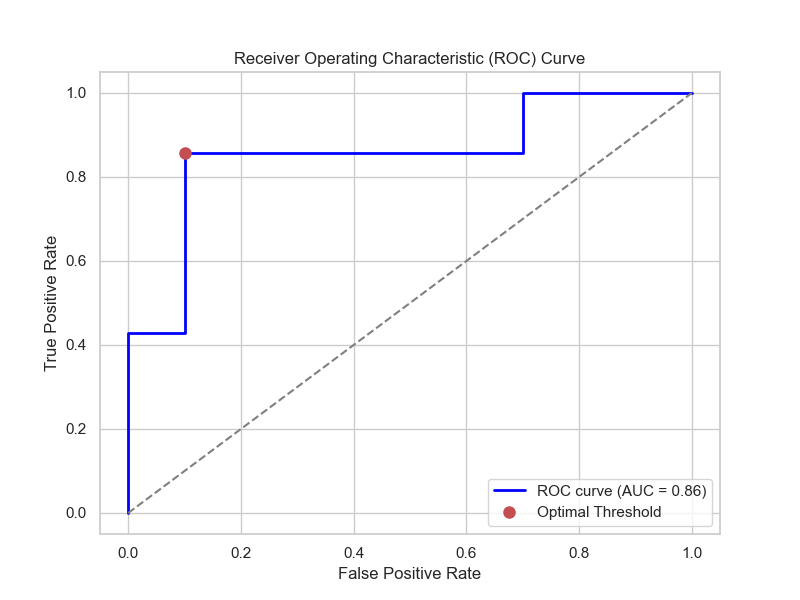 Receiver Operating Characteristic (ROC) Curve
1.0
0.8
0.6
0.4
0.2
0.0
True Positive Rate
0.0 0.2 0.4 0.6 0.8 1.0
False Positive Rate
ROC curve (AUC = 0.86)
Optimal Threshold